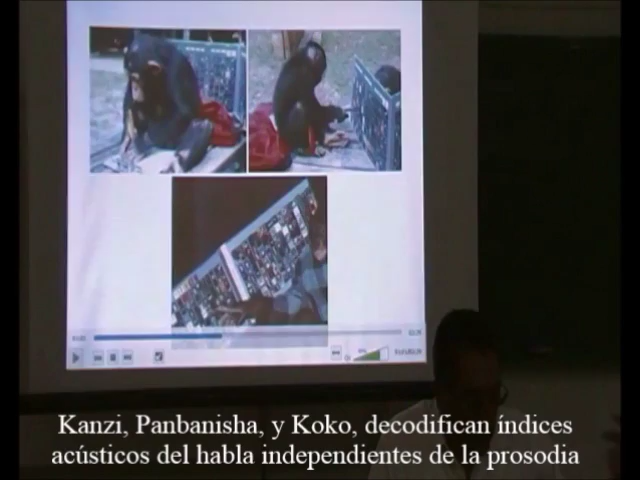 Kanzi, Panbanisha, y Koko, decodifican índices
acústicos del habla independientes de la prosodia